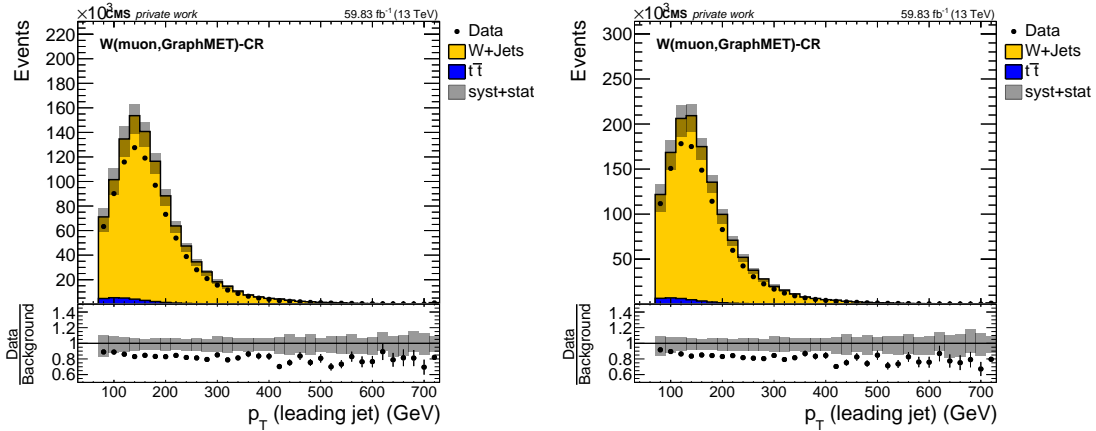 ×10³ CMS private work 59.83 fb⁻¹ (13 TeV)
W(muon,GraphMET)-CR
Events
220
200
180
160
140
120
100
80
60
40
20
Data
W+Jets
tt̅
syst+stat
Data
Background
1.4
1.2
1
0.8
0.6
100 200 300 400 500 600 700
p_T (leading jet) (GeV)
×10³ CMS private work 59.83 fb⁻¹ (13 TeV)
W(muon,GraphMET)-CR
Events
300
250
200
150
100
50
Data
W+Jets
tt̅
syst+stat
Data
Background
1.4
1.2
1
0.8
0.6
100 200 300 400 500 600 700
p_T (leading jet) (GeV)